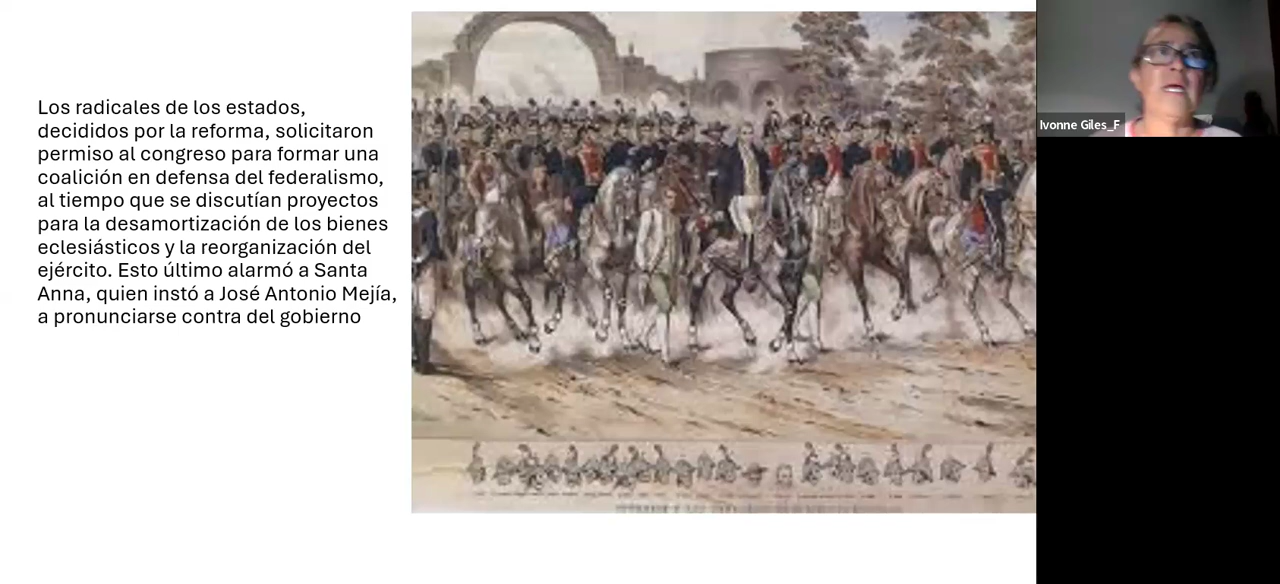 Los radicales de los estados,
decididos por la reforma, solicitaron
permiso al congreso para formar una
coalición en defensa del federalismo,
al tiempo que se discutían proyectos
para la desamortización de los bienes
eclesiásticos y la reorganización del
ejército. Esto último alarmó a Santa
Anna, quien instó a José Antonio Mejía,
a pronunciarse contra del gobierno
Ivonne Giles_F